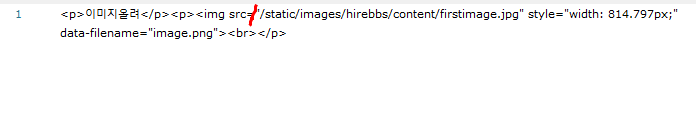 1 <p>이미지올려</p><p><img src="/static/images/hirebbs/content/firstimage.jpg" style="width: 814.797px;"
data-filename="image.png"><br></p>